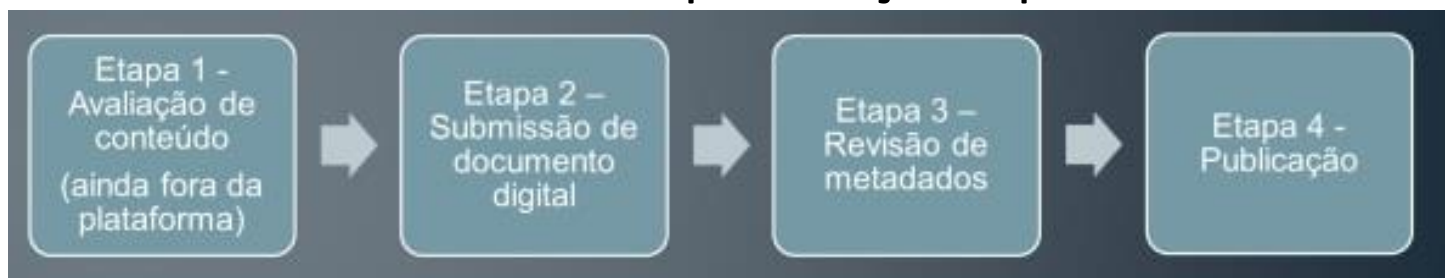 Etapa 1 -
Avaliação de
conteúdo
(ainda fora da
plataforma)
Etapa 2 –
Submissão de
documento
digital
Etapa 3 –
Revisão de
metadados
Etapa 4 -
Publicação